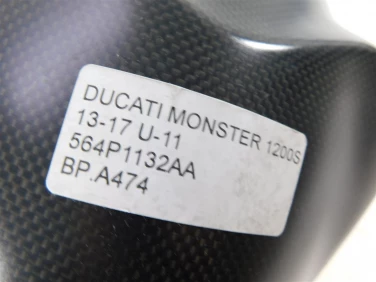 DUCATI MONSTER 1200S
13-17 U-11
564P1132AA
BP.A474